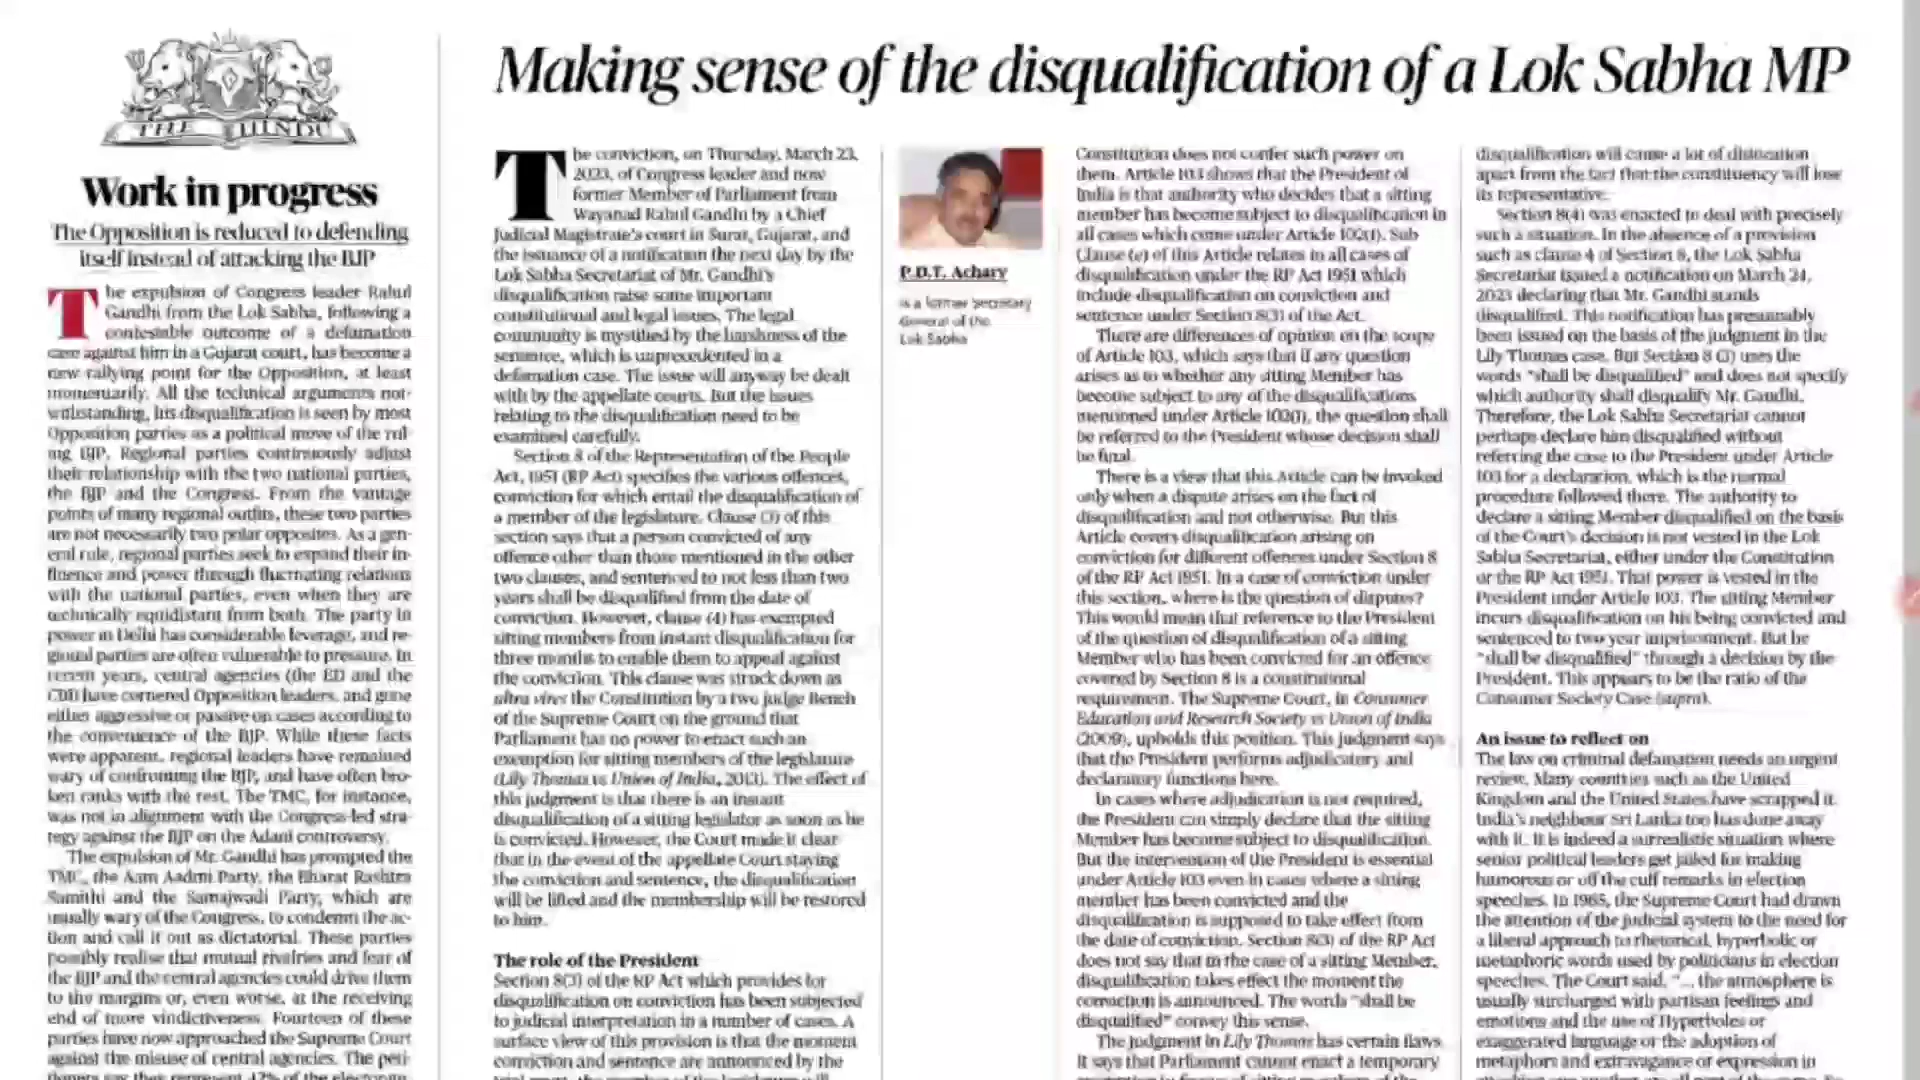 THE HINDU
Work in progress
The Opposition is reduced to defending
itself instead of attacking the BJP
The expulsion of Congress leader Rahul
Gandhi from the Lok Sabha, following a
contestable outcome of a defamation
case against him in a Gujarat court, has become a
new rallying point for the Opposition, at least
momentarily. All the technical arguments not-
withstanding, his disqualification is seen by most
Opposition parties as a political move of the rul-
ing BJP. Regional parties continuously adjust
their relationship with the two national parties,
the BJP and the Congress. From the vantage
points of many regional outfits, these two parties
are not necessarily two polar opposites. As a gen-
eral rule, regional parties seek to expand their in-
fluence and power through fluctuating relations
with the national parties, even when they are
technically equidistant from both. The party in
power in Delhi has considerable leverage, and re-
gional parties are often vulnerable to pressure. In
recent years, central agencies (the ED and the
CBI) have cornered Opposition leaders, and gone
either aggressive or passive on cases according to
the convenience of the BJP. While these facts
were apparent, regional leaders have remained
wary of confronting the BJP, and have often bro-
ken ranks with the rest. The TMC, for instance,
was not in alignment with the Congress-led stra-
tegy against the BJP on the Adani controversy.
The expulsion of Mr. Gandhi has prompted the
TMC, the Aam Aadmi Party, the Bharat Rashtra
Samithi and the Samajwadi Party, which are
usually wary of the Congress, to condemn the ac-
tion and call it out as dictatorial. These parties
possibly realise that mutual rivalries and fear of
the BJP and the central agencies could drive them
to the margins or, even worse, at the receiving
end of more vindictiveness. Fourteen of these
parties have now approached the Supreme Court
against the misuse of central agencies. The peti-
tioners say they represent 42% of the electorate,
Making sense of the disqualification of a Lok Sabha MP
The conviction, on Thursday, March 23,
2023, of Congress leader and now
former Member of Parliament from
Wayanad Rahul Gandhi by a Chief
Judicial Magistrate's court in Surat, Gujarat, and
the issuance of a notification the next day by the
Lok Sabha Secretariat of Mr. Gandhi's
disqualification raise some important
constitutional and legal issues. The legal
community is mystified by the harshness of the
sentence, which is unprecedented in a
defamation case. The issue will anyway be dealt
with by the appellate courts. But the issues
relating to the disqualification need to be
examined carefully.
Section 8 of the Representation of the People
Act, 1951 (RP Act) specifies the various offences,
conviction for which entail the disqualification of
a member of the legislature. Clause (3) of this
section says that a person convicted of any
offence other than those mentioned in the other
two clauses, and sentenced to not less than two
years shall be disqualified from the date of
conviction. However, clause (4) has exempted
sitting members from instant disqualification for
three months to enable them to appeal against
the conviction. This clause was struck down as
ultra vires the Constitution by a two judge Bench
of the Supreme Court on the ground that
Parliament has no power to enact such an
exemption for sitting members of the legislature
(Lily Thomas vs Union of India, 2013). The effect of
this judgment is that there is an instant
disqualification of a sitting legislator as soon as he
is convicted. However, the Court made it clear
that in the event of the appellate Court staying
the conviction and sentence, the disqualification
will be lifted and the membership will be restored
to him.
The role of the President
Section 8(3) of the RP Act which provides for
disqualification on conviction has been subjected
to judicial interpretation in a number of cases. A
surface view of this provision is that the moment
conviction and sentence are announced by the
P.D.T. Achary
is a former Secretary
General of the
Lok Sabha
Constitution does not confer such power on
them. Article 103 shows that the President of
India is that authority who decides that a sitting
member has become subject to disqualification in
all cases which come under Article 102(1). Sub
Clause (e) of this Article relates in all cases of
disqualification under the RP Act 1951 which
include disqualification on conviction and
sentence under Section 8(3) of the Act.
There are differences of opinion on the scope
of Article 103, which says that if any question
arises as to whether any sitting Member has
become subject to any of the disqualifications
mentioned under Article 102(1), the question shall
be referred to the President whose decision shall
be final.
There is a view that this Article can be invoked
only when a dispute arises on the fact of
disqualification and not otherwise. But this
Article covers disqualification arising on
conviction for different offences under Section 8
of the RP Act 1951. In a case of conviction under
this section, where is the question of dispute?
This would mean that reference to the President
of the question of disqualification of a sitting
Member who has been convicted for an offence
covered by Section 8 is a constitutional
requirement. The Supreme Court, in Consumer
Education and Research Society vs Union of India
(2009), upholds this position. This judgment says
that the President performs adjudicatory and
declaratory functions here.
In cases where adjudication is not required,
the President can simply declare that the sitting
Member has become subject to disqualification.
But the intervention of the President is essential
under Article 103 even in cases where a sitting
member has been convicted and the
disqualification is supposed to take effect from
the date of conviction. Section 8(3) of the RP Act
does not say that in the case of a sitting Member,
disqualification takes effect the moment the
conviction is announced. The words "shall be
disqualified" convey this sense.
The judgment in Lily Thomas has certain flaws.
It says that Parliament cannot enact a temporary
disqualification will cause a lot of dislocation
apart from the fact that the constituency will lose
its representative.
Section 8(4) was enacted to deal with precisely
such a situation. In the absence of a provision
such as clause 4 of Section 8, the Lok Sabha
Secretariat issued a notification on March 24,
2023 declaring that Mr. Gandhi stands
disqualified. This notification has presumably
been issued on the basis of the judgment in the
Lily Thomas case. But Section 8 (3) uses the
words "shall be disqualified" and does not specify
which authority shall disqualify Mr. Gandhi.
Therefore, the Lok Sabha Secretariat cannot
perhaps declare him disqualified without
referring the case to the President under Article
103 for a declaration, which is the normal
procedure followed there. The authority to
declare a sitting Member disqualified on the basis
of the Court's decision is not vested in the Lok
Sabha Secretariat, either under the Constitution
or the RP Act 1951. That power is vested in the
President under Article 103. The sitting Member
incurs disqualification on his being convicted and
sentenced to two year imprisonment. But he
"shall be disqualified" through a decision by the
President. This appears to be the ratio of the
Consumer Society Case (supra).
An issue to reflect on
The law on criminal defamation needs an urgent
review. Many countries such as the United
Kingdom and the United States have scrapped it.
India's neighbour Sri Lanka too has done away
with it. It is indeed a surrealistic situation where
senior political leaders get jailed for making
humorous or off the cuff remarks in election
speeches. In 1965, the Supreme Court had drawn
the attention of the judicial system to the need for
a liberal approach to rhetorical, hyperbolic or
metaphoric words used by politicians in election
speeches. The Court said, "... the atmosphere is
usually surcharged with partisan feelings and
emotions and the use of Hyperboles or
exaggerated language or the adoption of
metaphors and extravagance of expression in